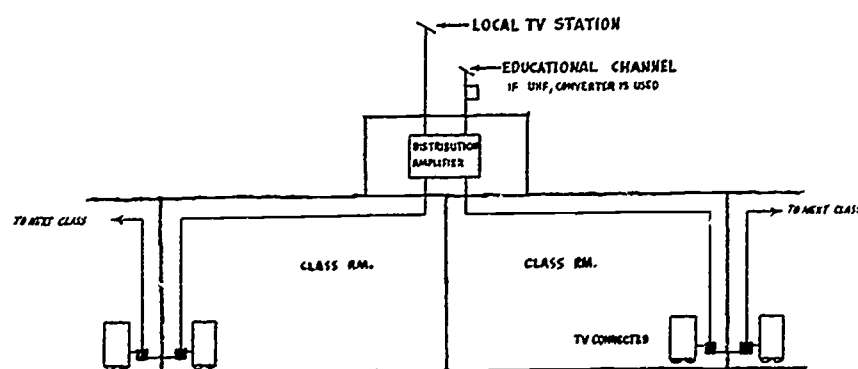 LOCAL TV STATION
EDUCATIONAL CHANNEL
IF UHF, CONVERTER IS USED
DISTRIBUTION
AMPLIFIER
TO NEXT CLASS
TO NEXT CLASS
CLASS RM.
CLASS RM.
TV CONNECTED